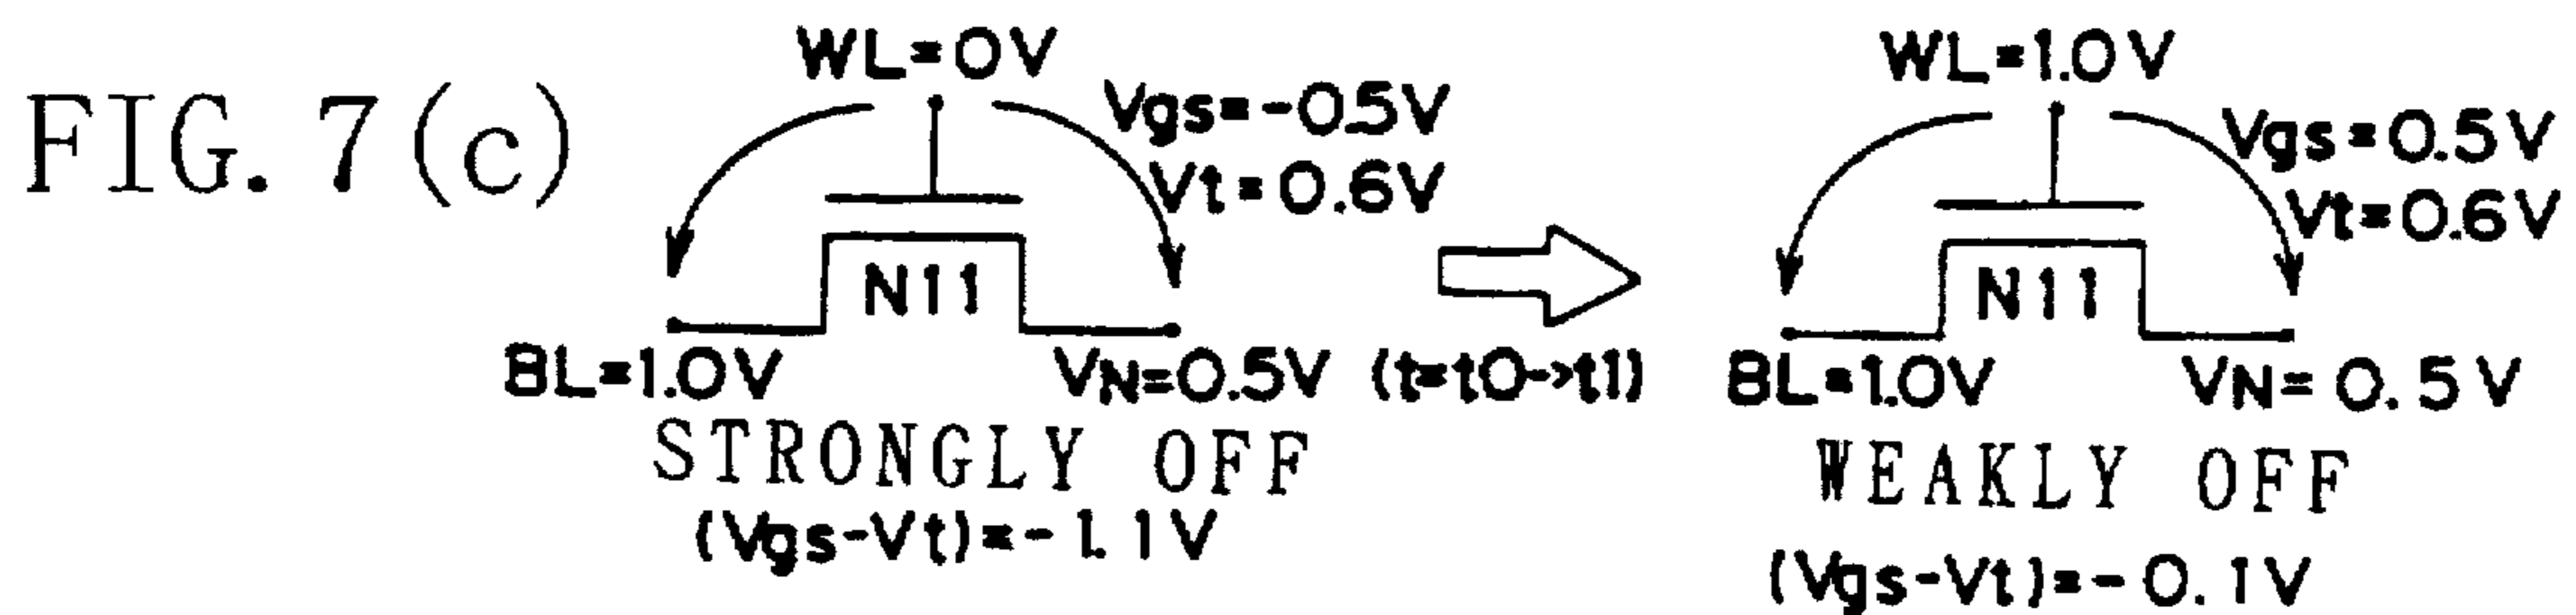 FIG. 7(c)
WL=0V
Vgs=-0.5V
Vt=0.6V
N11
BL=1.0V
VN=0.5V
STRONGLY OFF
(Vgs-Vt)=-1.1V
(t=t0->t1)
WL=1.0V
Vgs=0.5V
Vt=0.6V
N11
BL=1.0V
VN=0.5V
WEAKLY OFF
(Vgs-Vt)=-0.1V